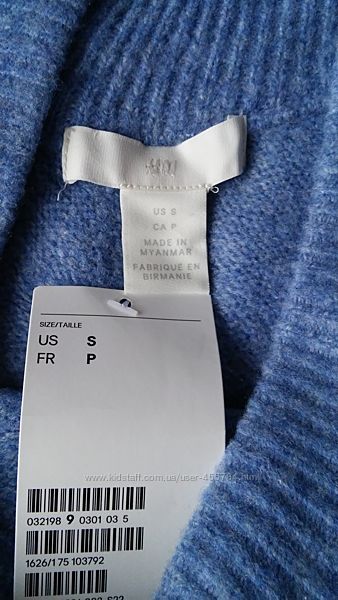 H&M
US S
CA P
MADE IN
MYANMAR
FABRIQUE EN
BIRMANIE
SIZE/TAILLE
US S
FR P
032198 9 0301 03 5
1626/175 103792